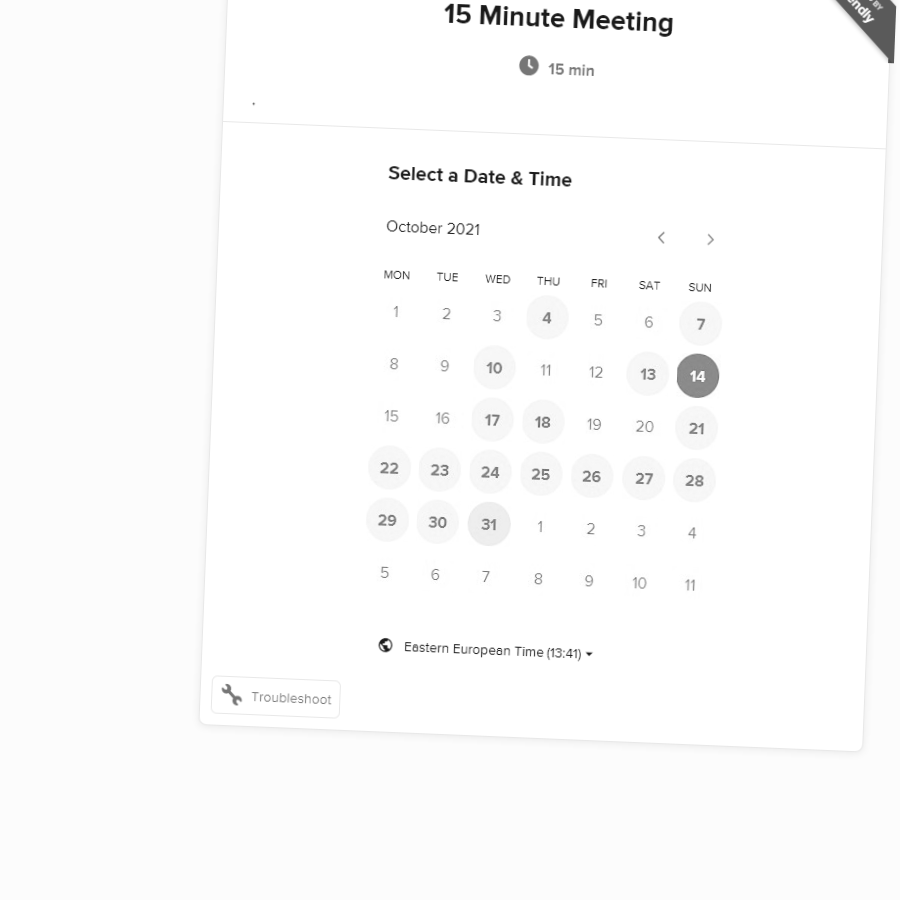 15 Minute Meeting
BY
endly
15 min
.
Select a Date & Time
October 2021
MON TUE WED THU FRI SAT SUN
1 2 3 4 5 6 7
8 9 10 11 12 13 14
15 16 17 18 19 20 21
22 23 24 25 26 27 28
29 30 31 1 2 3 4
5 6 7 8 9 10 11
Eastern European Time (13:41)
Troubleshoot